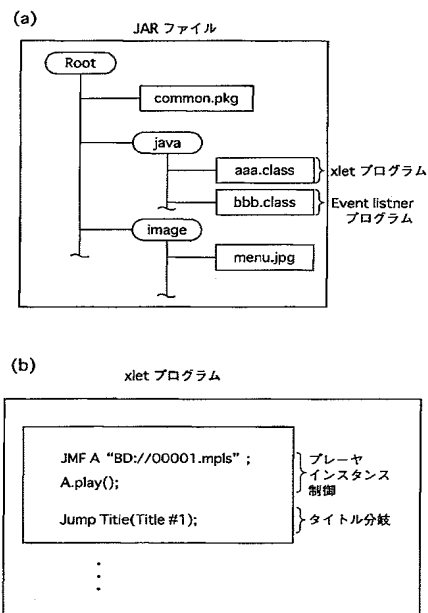 (a)
JAR ファイル
Root
common.pkg
java
aaa.class
xlet プログラム
bbb.class
Event listner
プログラム
image
menu.jpg
(b)
xlet プログラム
JMF A “BD://00001.mpls” ;
A.play();
プレーヤ
インスタンス
制御
Jump Title(Title #1);
タイトル分岐